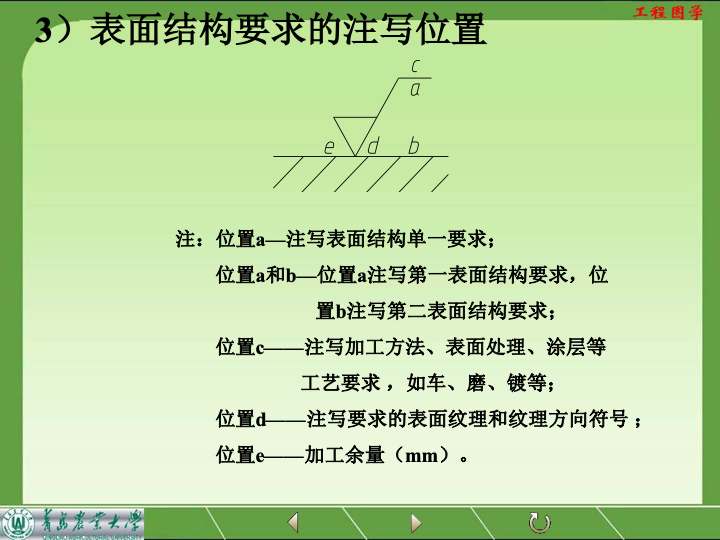 工程图学
3）表面结构要求的注写位置
c
a
e d b
注：位置a—注写表面结构单一要求；
位置a和b—位置a注写第一表面结构要求，位
置b注写第二表面结构要求；
位置c——注写加工方法、表面处理、涂层等
工艺要求 ，如车、磨、镀等；
位置d——注写要求的表面纹理和纹理方向符号 ；
位置e——加工余量（mm）。
青岛农业大学
QINGDAO AGRICULTURAL UNIVERSITY